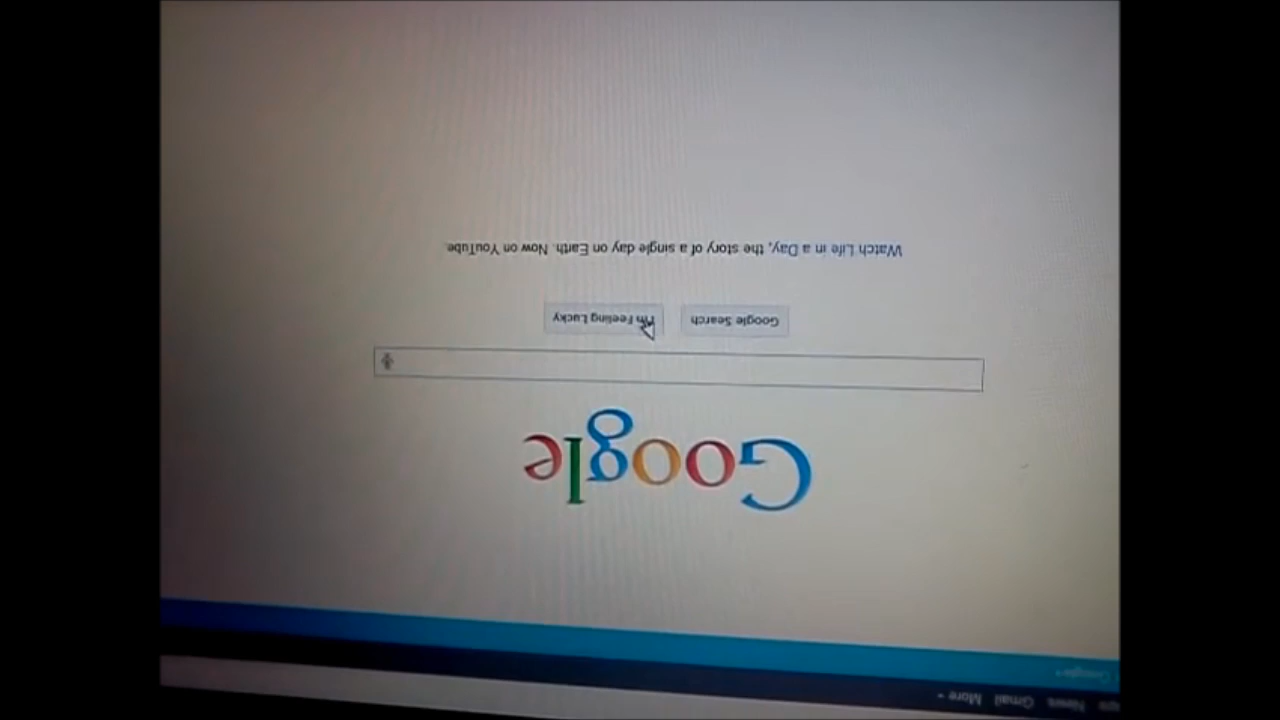 News Gmail More
Google
Google Search I'm Feeling Lucky
Watch Life in a Day, the story of a single day on Earth. Now on YouTube.